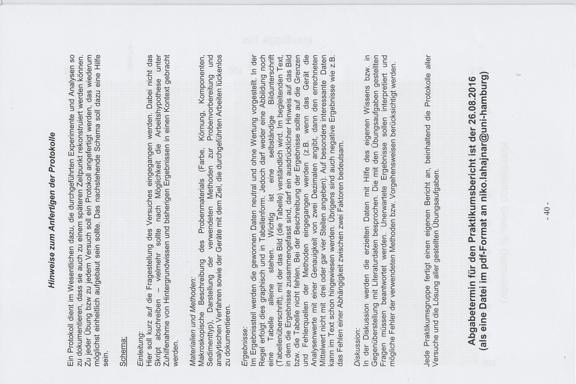 Hinweise zum Anfertigen der Protokolle
Ein Protokoll dient im Wesentlichen dazu, die durchgeführten Experimente und Analysen so
zu dokumentieren, dass sie auch zu einem späteren Zeitpunkt rekonstruiert werden können.
Zu jeder Übung bzw. zu jedem Versuch soll ein Protokoll angefertigt werden, das wiederum
möglichst einheitlich aufgebaut sein sollte. Das nachstehende Schema soll dazu eine Hilfe
sein.
Schema:
Einleitung:
Hier soll kurz auf die Fragestellung des Versuches eingegangen werden. Dabei nicht das
Skript abschreiben – vielmehr sollte nach Möglichkeit die Arbeitshypothese unter
Zuhilfenahme von Hintergrundwissen und bisherigen Ergebnissen in einen Kontext gebracht
werden.
Materialien und Methoden:
Makroskopische Beschreibung des Probenmaterials (Farbe, Körnung, Komponenten,
Sedimenttyp), Darstellung der verwendeten Methoden zur Probenvorbereitung und
analytischen Verfahren sowie der Geräte mit dem Ziel, die durchgeführten Arbeiten lückenlos
zu dokumentieren.
Ergebnisse:
Im Ergebnisteil werden die gewonnen Daten neutral und ohne Wertung vorgestellt. In der
Regel erfolgt dies graphisch und in Tabellenform. Jedoch darf weder eine Abbildung noch
eine Tabelle alleine stehen. Wichtig ist eine selbständige Bildunterschrift
(Tabellenüberschrift), mit der das Bild (die Tabelle) verständlich wird. Im begleitenden Text,
in den die Ergebnisse zusammengefasst sind, darf ein ausdrücklicher Hinweis auf das Bild
bzw. die Tabelle nicht fehlen. Bei der Beschreibung der Ergebnisse sollte auf die Grenzen
und Fehlerquellen der Methoden eingegangen werden (z.B. wenn das Gerät die
Analysenwerte mit einer Genauigkeit von zwei Dezimalen angibt, dann den errechneten
Mittelwert nicht mit drei oder gar vier Stellen angeben). Auf besonders interessante Daten
kann im Text schon hingewiesen werden. Übrigens sind auch negative Ergebnisse wie z.B.
das Fehlen einer Abhängigkeit zwischen zwei Faktoren bedeutsam.
Diskussion:
In der Diskussion werden die erzielten Daten mit Hilfe des eigenen Wissens bzw. in
Gegenüberstellung mit Literaturdaten besprochen. Die mit den Übungsaufgaben gestellten
Fragen müssen beantwortet werden. Unerwartete Ergebnisse sollen interpretiert und
mögliche Fehler der verwendeten Methoden bzw. Vorgehensweisen berücksichtigt werden.
Jede Praktikumsgruppe fertigt einen eigenen Bericht an, beinhaltend die Protokolle aller
Versuche und die Lösung aller gestellten Übungsaufgaben.
Abgabetermin für den Praktikumsbericht ist der 26.08.2016
(als eine Datei im pdf-Format an niko.lahajnar@uni-hamburg)
- 40 -